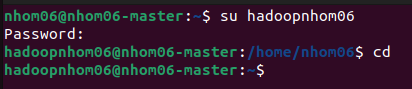 nhom06@nhom06-master:~$ su hadoopnhom06
Password:
hadoopnhom06@nhom06-master:/home/nhom06$ cd
hadoopnhom06@nhom06-master:~$